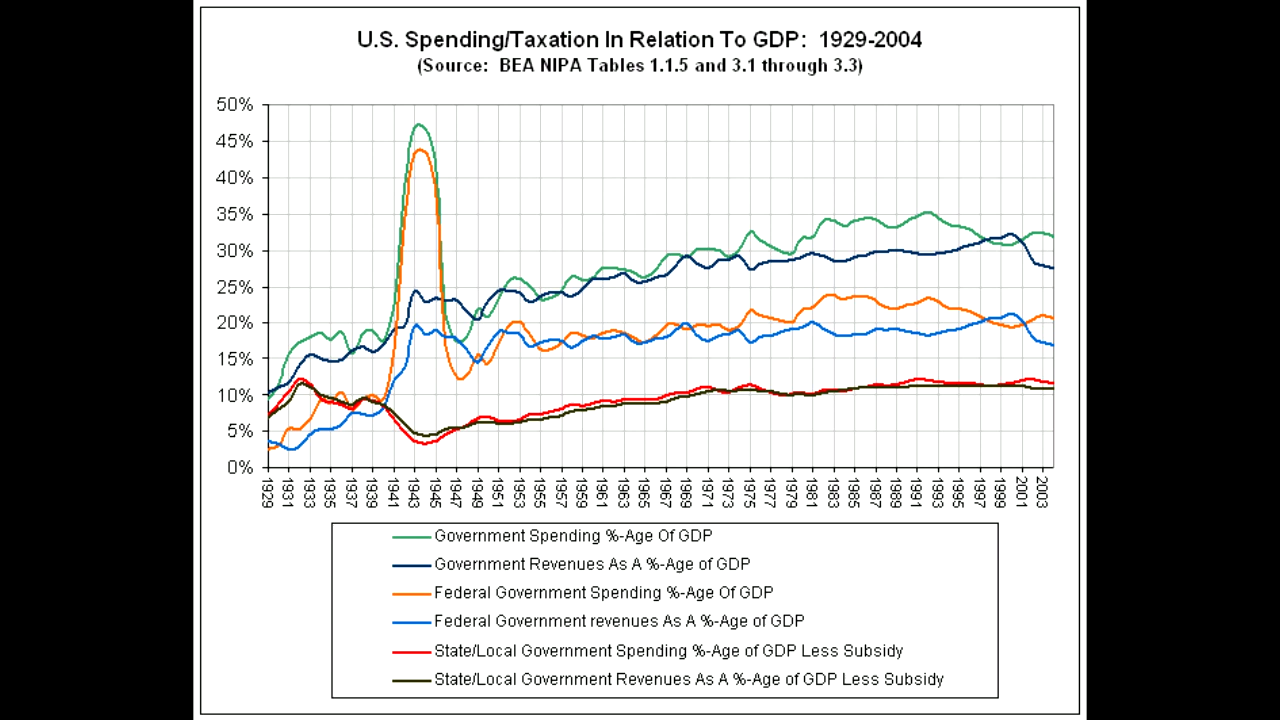 U.S. Spending/Taxation In Relation To GDP:  1929-2004
(Source:  BEA NIPA Tables 1.1.5 and 3.1 through 3.3)
50%
45%
40%
35%
30%
25%
20%
15%
10%
5%
0%
1929 1931 1933 1935 1937 1939 1941 1943 1945 1947 1949 1951 1953 1955 1957 1959 1961 1963 1965 1967 1969 1971 1973 1975 1977 1979 1981 1983 1985 1987 1989 1991 1993 1995 1997 1999 2001 2003
Government Spending %-Age Of GDP
Government Revenues As A %-Age of GDP
Federal Government Spending %-Age Of GDP
Federal Government revenues As A %-Age of GDP
State/Local Government Spending %-Age of GDP Less Subsidy
State/Local Government Revenues As A %-Age of GDP Less Subsidy